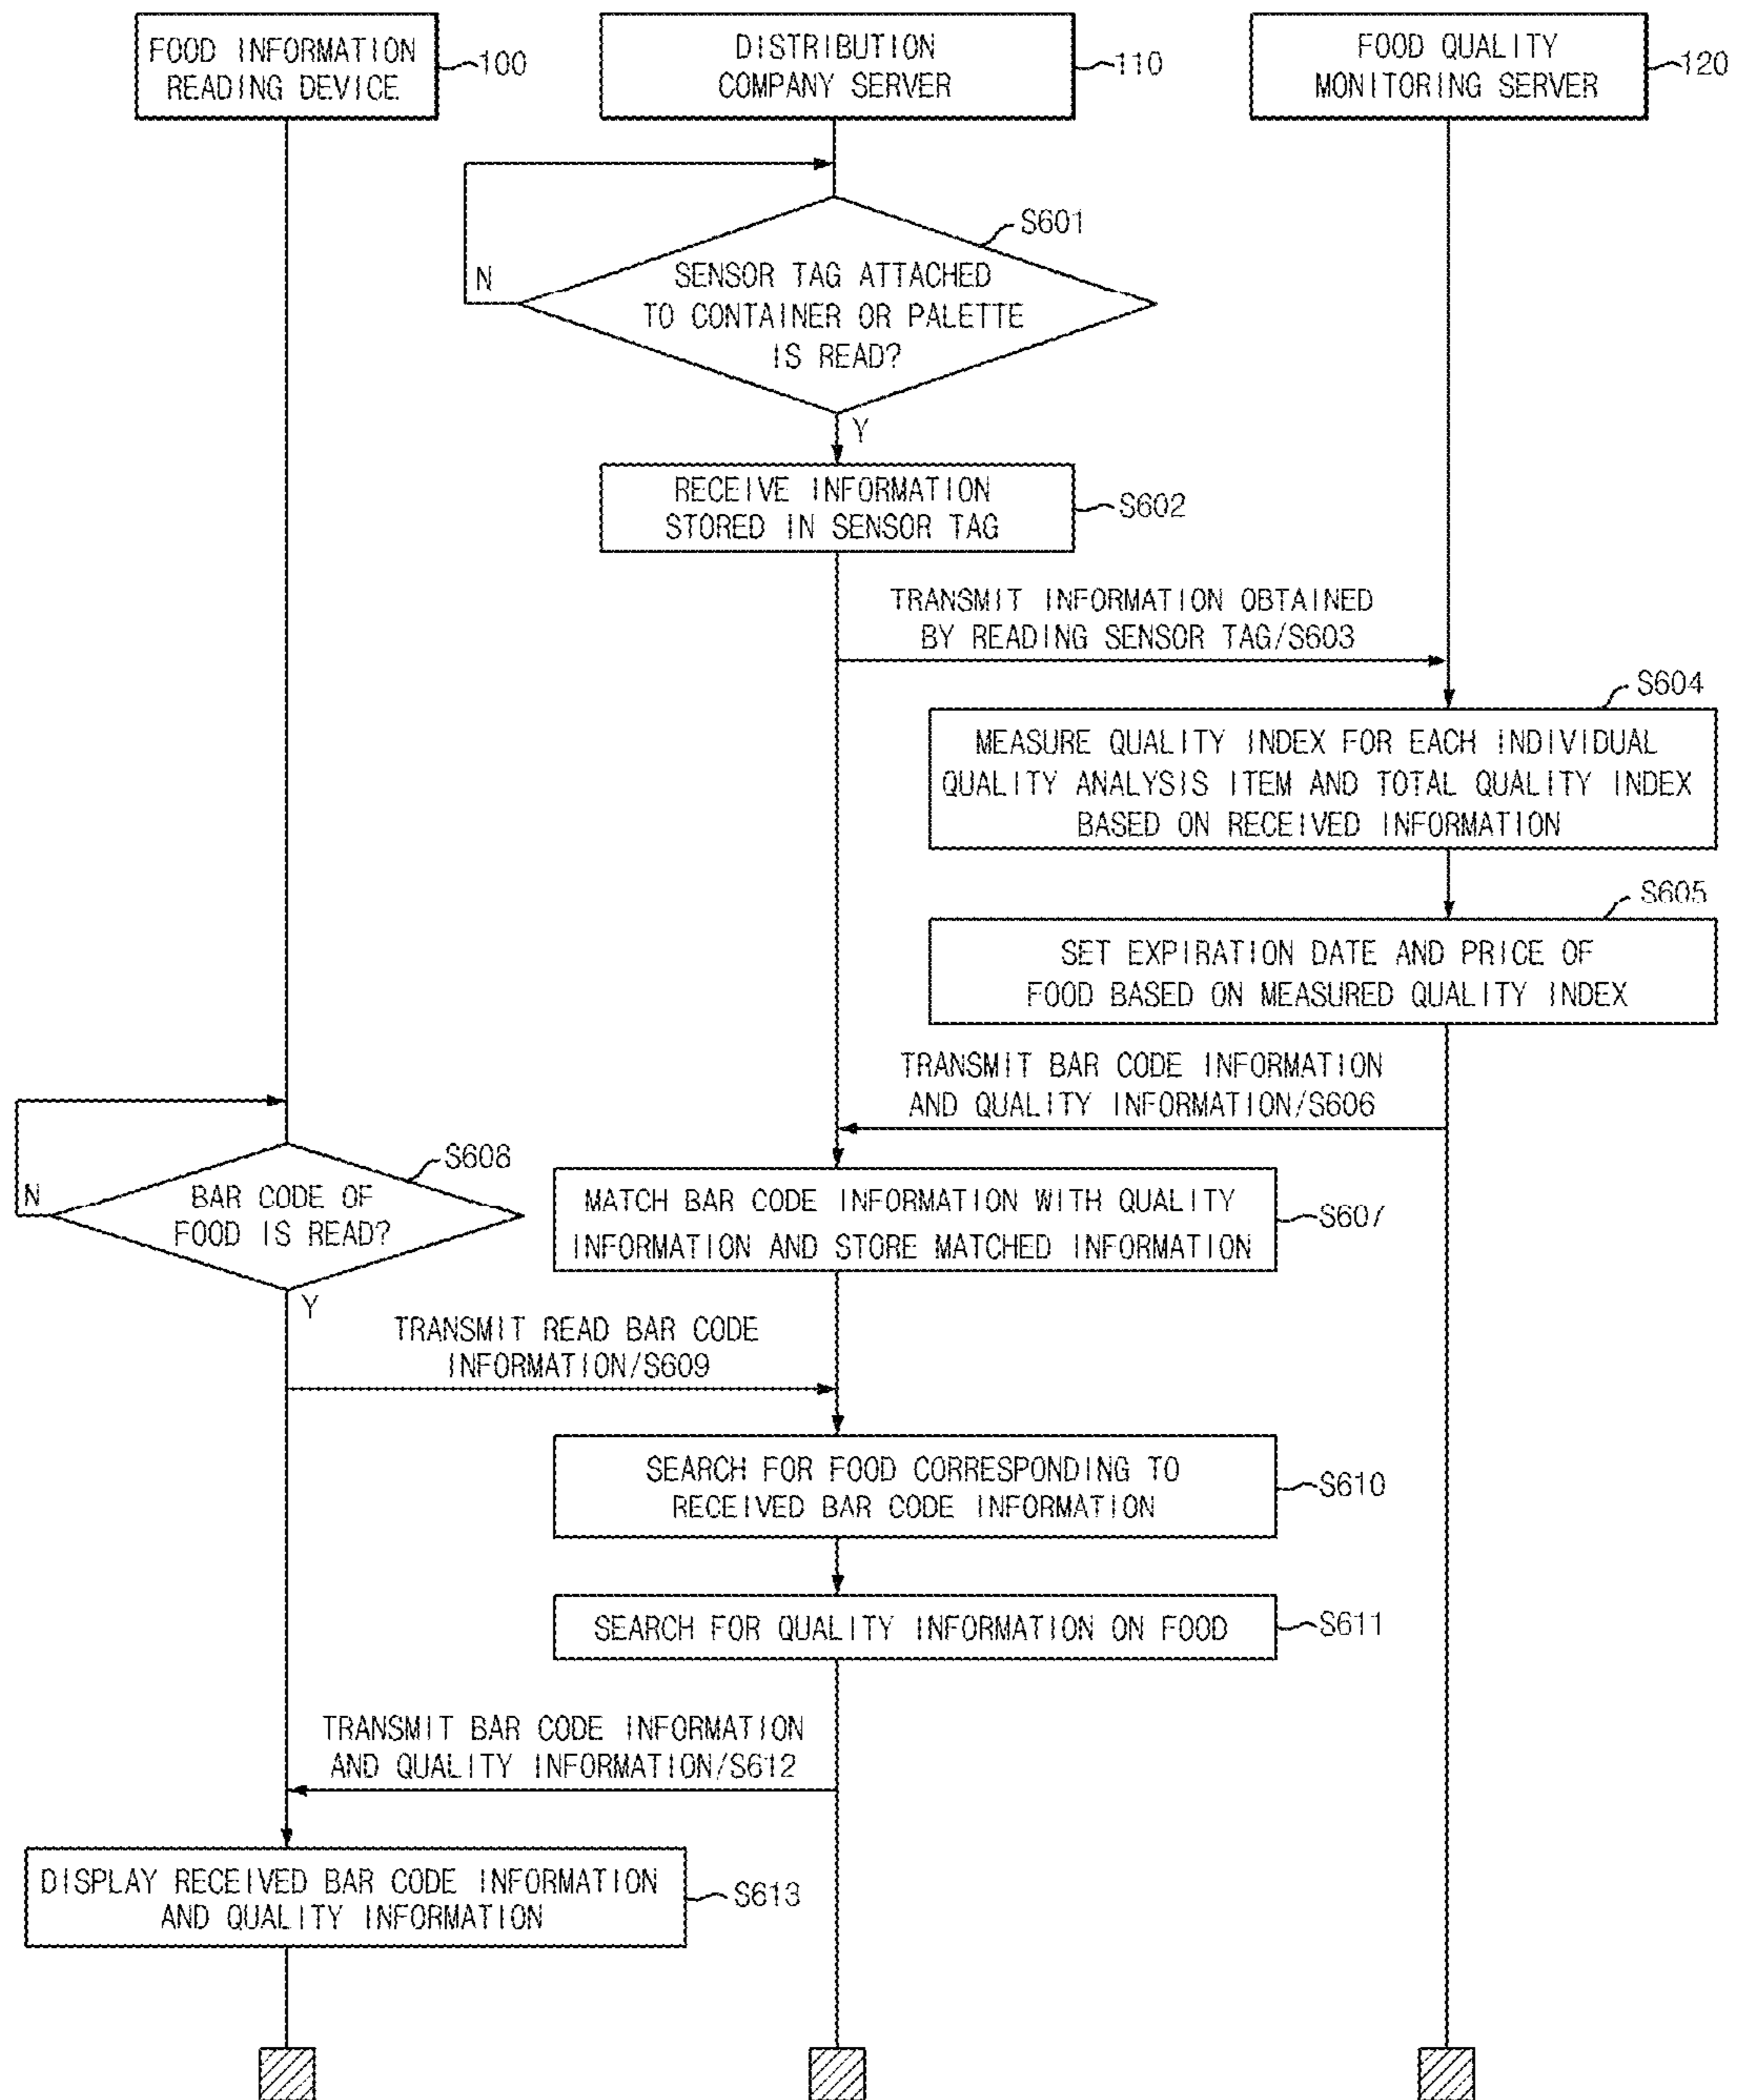 FOOD INFORMATION
READING DEVICE
100
DISTRIBUTION
COMPANY SERVER
110
FOOD QUALITY
MONITORING SERVER
120
S601
N
SENSOR TAG ATTACHED
TO CONTAINER OR PALETTE
IS READ?
Y
RECEIVE INFORMATION
STORED IN SENSOR TAG
S602
TRANSMIT INFORMATION OBTAINED
BY READING SENSOR TAG/S603
S604
MEASURE QUALITY INDEX FOR EACH INDIVIDUAL
QUALITY ANALYSIS ITEM AND TOTAL QUALITY INDEX
BASED ON RECEIVED INFORMATION
S605
SET EXPIRATION DATE AND PRICE OF
FOOD BASED ON MEASURED QUALITY INDEX
TRANSMIT BAR CODE INFORMATION
AND QUALITY INFORMATION/S606
S608
N
BAR CODE OF
FOOD IS READ?
Y
MATCH BAR CODE INFORMATION WITH QUALITY
INFORMATION AND STORE MATCHED INFORMATION
S607
TRANSMIT READ BAR CODE
INFORMATION/S609
SEARCH FOR FOOD CORRESPONDING TO
RECEIVED BAR CODE INFORMATION
S610
SEARCH FOR QUALITY INFORMATION ON FOOD
S611
TRANSMIT BAR CODE INFORMATION
AND QUALITY INFORMATION/S612
DISPLAY RECEIVED BAR CODE INFORMATION
AND QUALITY INFORMATION
S613